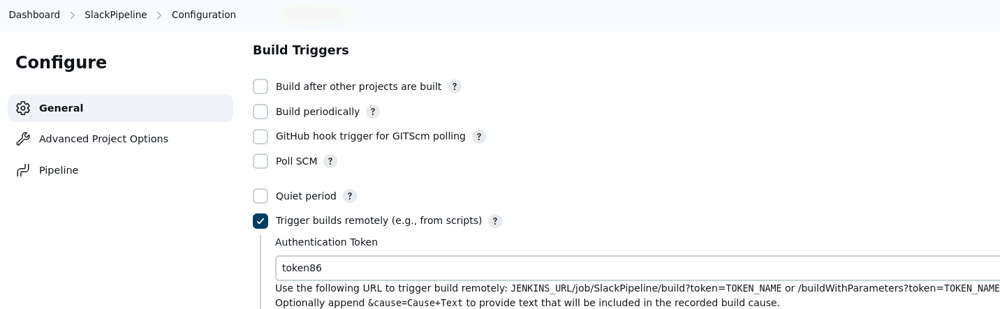 Dashboard > SlackPipeline > Configuration
Configure
General
Advanced Project Options
Pipeline
Build Triggers
Build after other projects are built ?
Build periodically ?
GitHub hook trigger for GITScm polling ?
Poll SCM ?
Quiet period ?
Trigger builds remotely (e.g., from scripts) ?
Authentication Token
token86
Use the following URL to trigger build remotely: JENKINS_URL/job/SlackPipeline/build?token=TOKEN_NAME or /buildWithParameters?token=TOKEN_NAME
Optionally append &cause=Cause+Text to provide text that will be included in the recorded build cause.